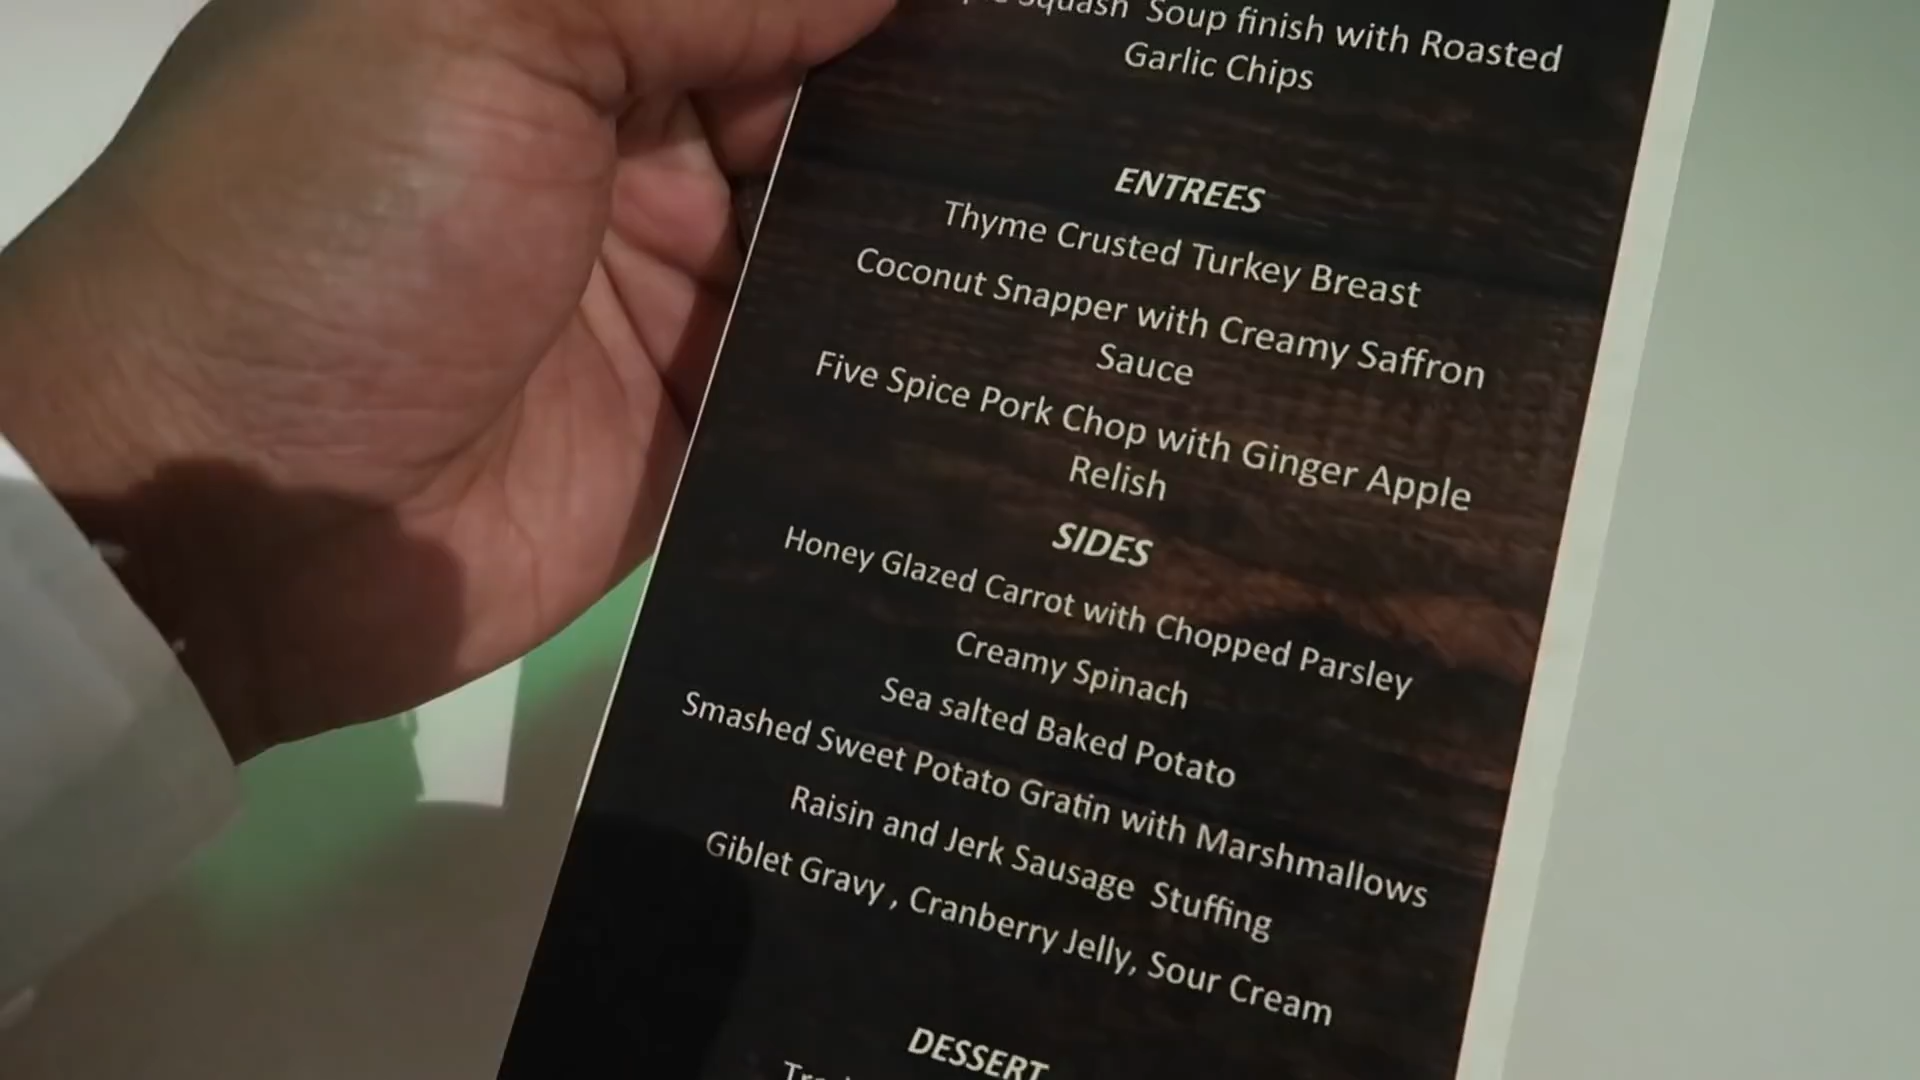 Squash Soup finish with Roasted
Garlic Chips
ENTREES
Thyme Crusted Turkey Breast
Coconut Snapper with Creamy Saffron
Sauce
Five Spice Pork Chop with Ginger Apple
Relish
SIDES
Honey Glazed Carrot with Chopped Parsley
Creamy Spinach
Sea salted Baked Potato
Smashed Sweet Potato Gratin with Marshmallows
Raisin and Jerk Sausage Stuffing
Giblet Gravy , Cranberry Jelly, Sour Cream
DESSERT